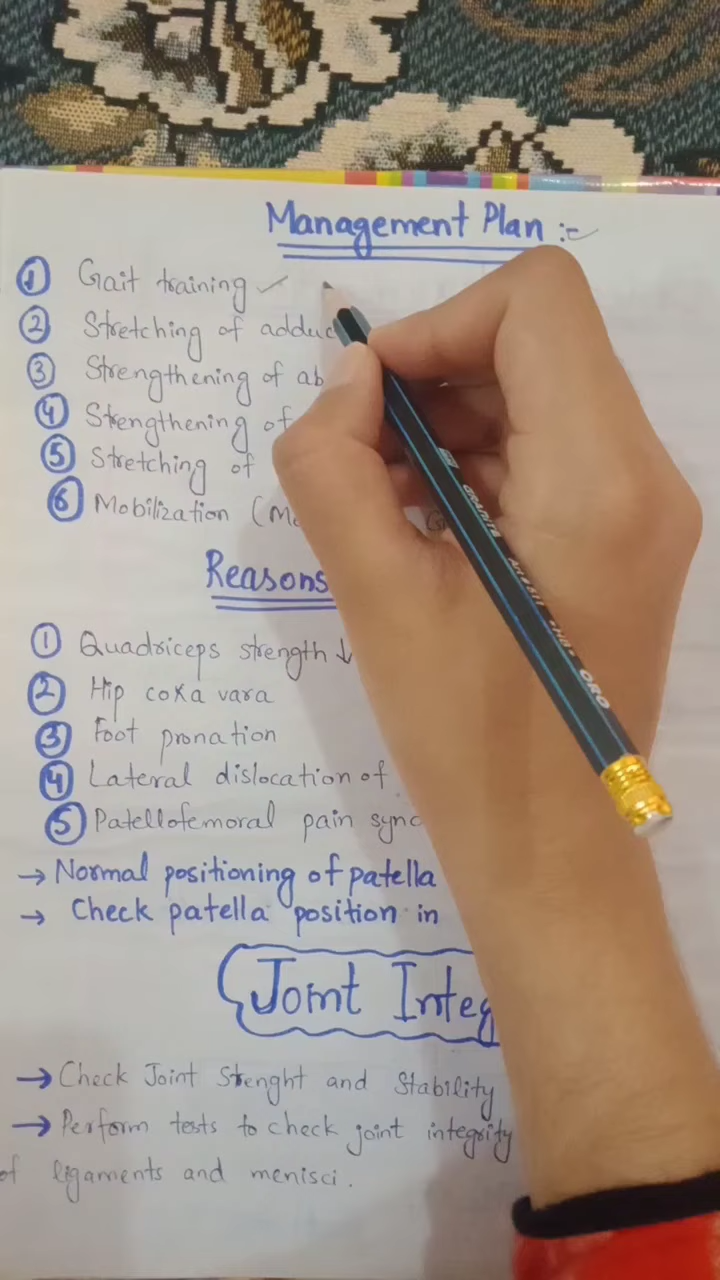 Management Plan :-
① Gait training
② Stretching of adduc
③ Strengthening of ab
④ Strengthening of
⑤ Stretching of
⑥ Mobilization (M
Reasons
① Quadriceps strength ↓
② Hip coxa vara
③ Foot pronation
④ Lateral dislocation of
⑤ Patellofemoral pain sync
→ Normal positioning of patella
→ Check patella position in
Joint Integ
→ Check Joint Strenght and Stability
→ Perform tests to check joint integrity
of ligaments and menisci.
GRAPHITE ORO